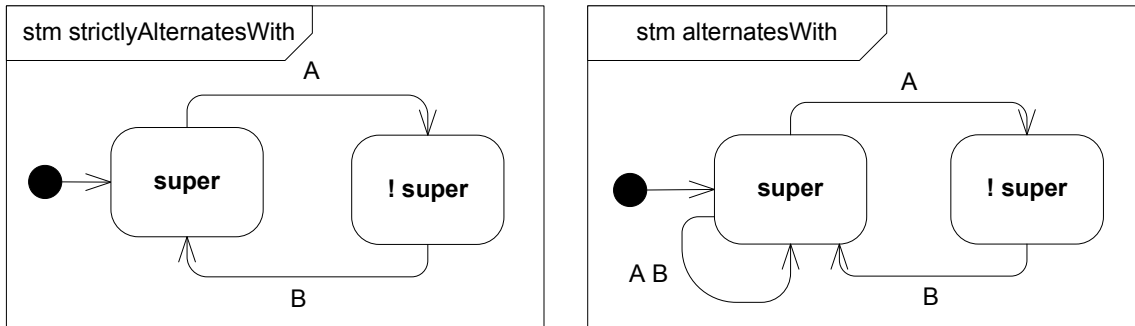 stm strictlyAlternatesWith
A
super
! super
B
stm alternatesWith
A
super
! super
A B
B